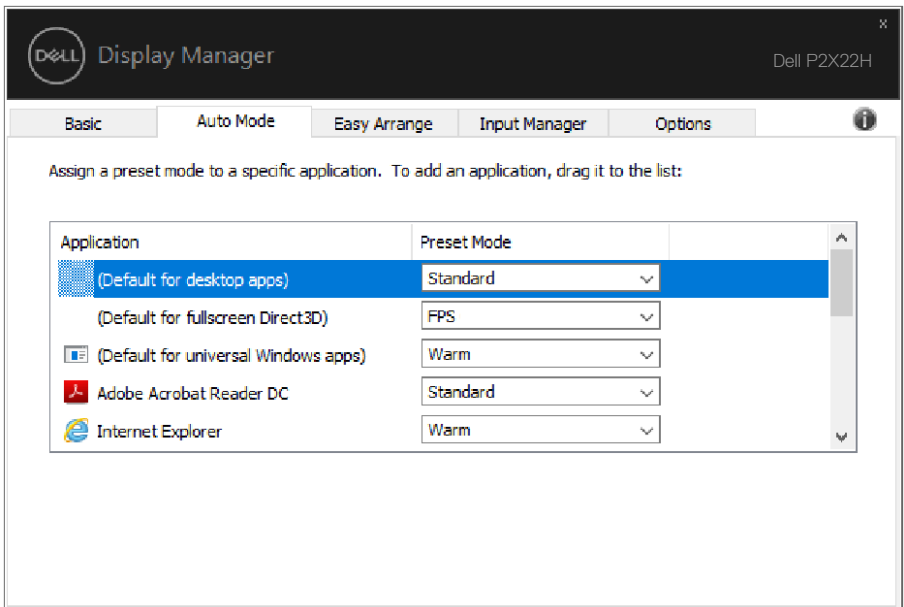 x
DELL Display Manager
Dell P2X22H
Basic Auto Mode Easy Arrange Input Manager Options
Assign a preset mode to a specific application. To add an application, drag it to the list:
Application Preset Mode
(Default for desktop apps) Standard
(Default for fullscreen Direct3D) FPS
(Default for universal Windows apps) Warm
Adobe Acrobat Reader DC Standard
Internet Explorer Warm